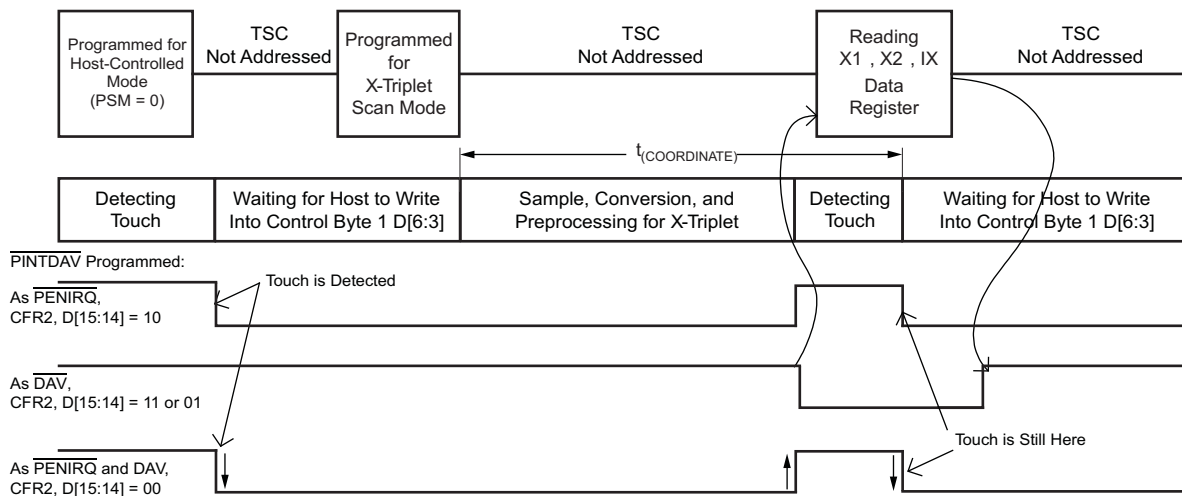 Programmed for
Host-Controlled
Mode
(PSM = 0)
TSC
Not Addressed
Programmed
for
X-Triplet
Scan Mode
TSC
Not Addressed
Reading
X1 , X2 , IX
Data
Register
TSC
Not Addressed
t(COORDINATE)
Detecting
Touch
Waiting for Host to Write
Into Control Byte 1 D[6:3]
Sample, Conversion, and
Preprocessing for X-Triplet
Detecting
Touch
Waiting for Host to Write
Into Control Byte 1 D[6:3]
PINTDAV Programmed:
Touch is Detected
As PENIRQ,
CFR2, D[15:14] = 10
As DAV,
CFR2, D[15:14] = 11 or 01
Touch is Still Here
As PENIRQ and DAV,
CFR2, D[15:14] = 00